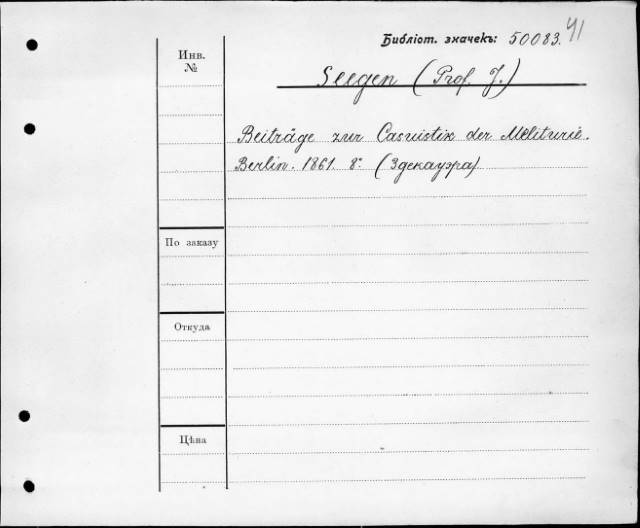 Библіот. значекъ: 50083. 41
Инв. №
Seegen (Prof. J.)
Beiträge zur Casuistik der Meliturie.
Berlin. 1861. 8°. (Здекауэра)
По заказу
Откуда
Цѣна